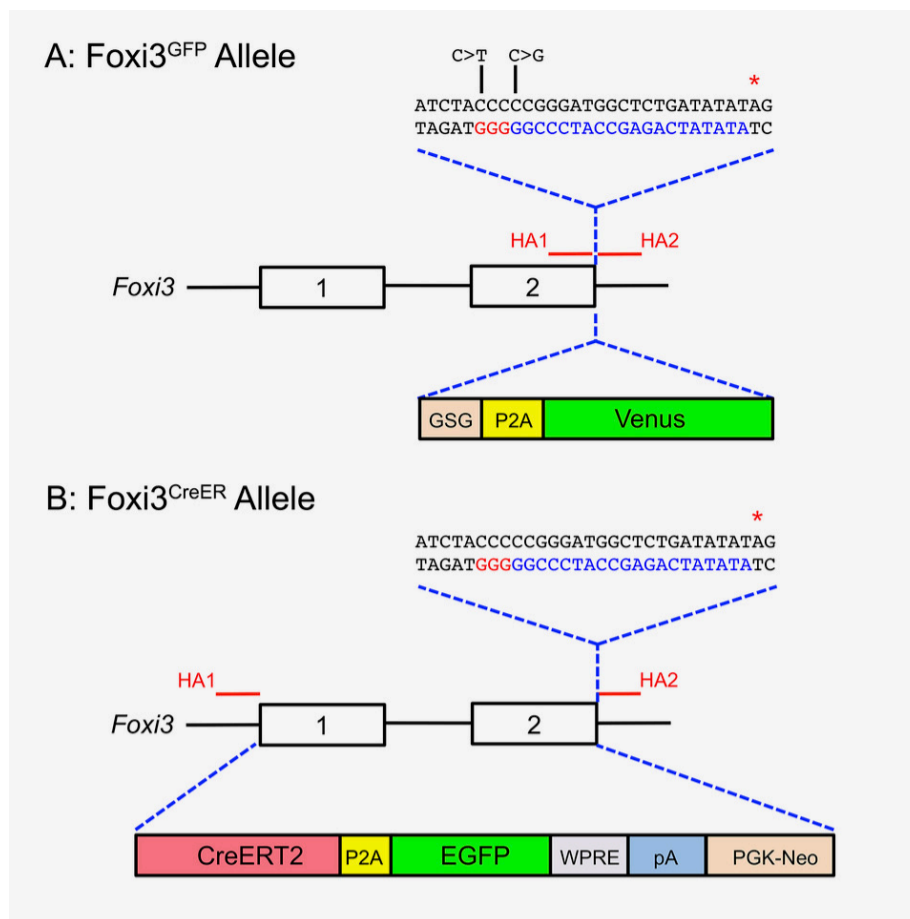 A: Foxi3GFP Allele
C>T C>G
*
ATCTACCCCCGGGATGGCTCTGATATATAG
TAGATGGGGGCCCTACCGAGACTATATATC
HA1 HA2
Foxi3 1 2
GSG P2A Venus
B: Foxi3CreER Allele
*
ATCTACCCCCGGGATGGCTCTGATATATAG
TAGATGGGGGCCCTACCGAGACTATATATC
HA1 HA2
Foxi3 1 2
CreERT2 P2A EGFP WPRE pA PGK-Neo